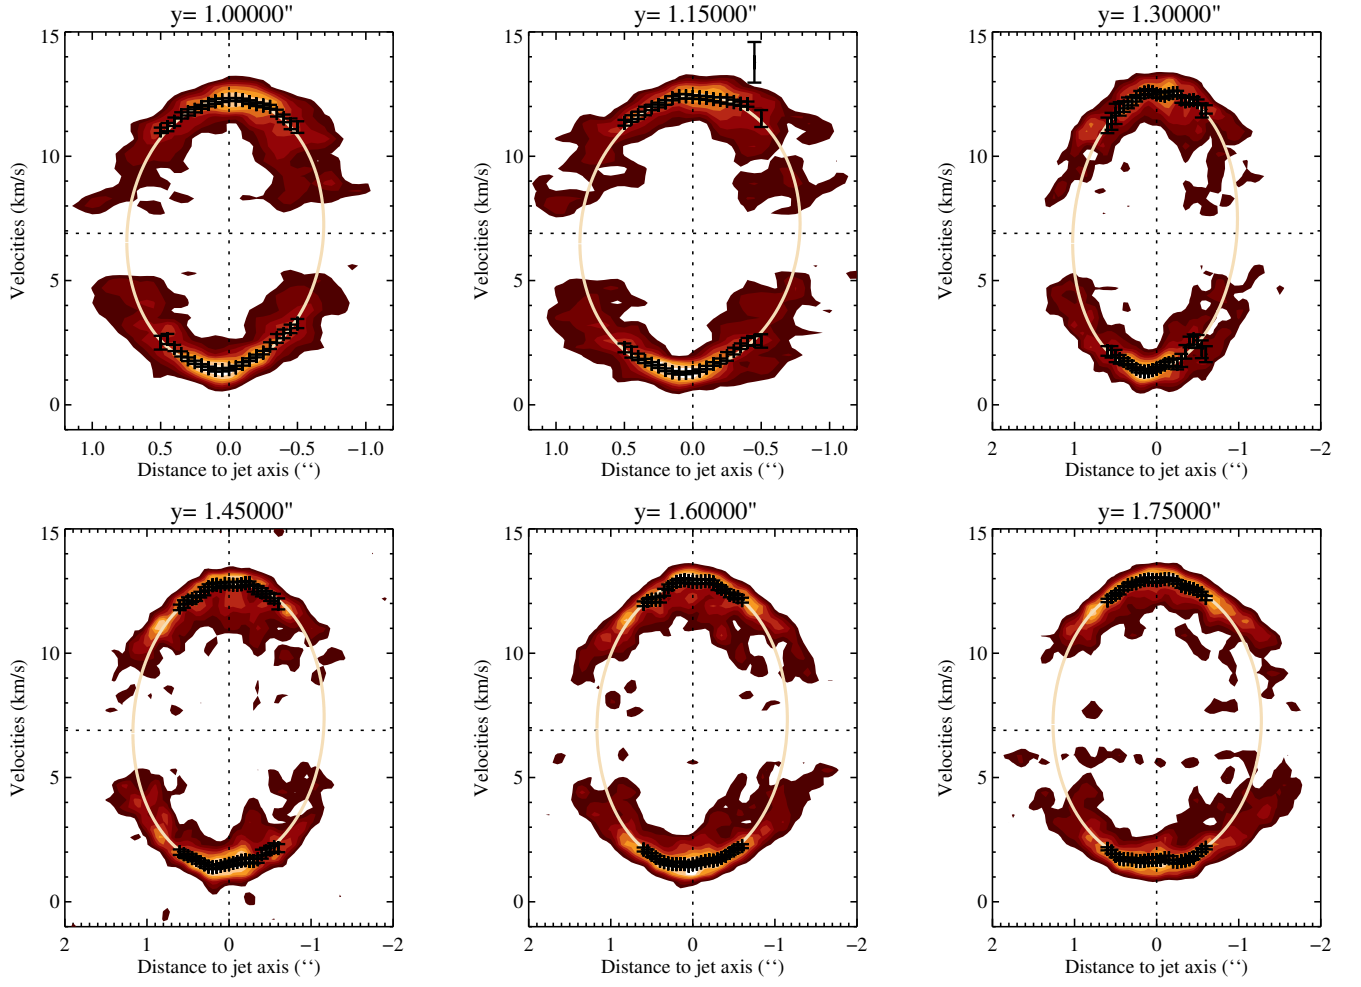 y= 1.00000"
15
10
5
0
Velocities (km/s)
1.0 0.5 0.0 −0.5 −1.0
Distance to jet axis (‘‘)
y= 1.15000"
15
10
5
0
Velocities (km/s)
1.0 0.5 0.0 −0.5 −1.0
Distance to jet axis (‘‘)
y= 1.30000"
15
10
5
0
Velocities (km/s)
2 1 0 −1 −2
Distance to jet axis (‘‘)
y= 1.45000"
15
10
5
0
Velocities (km/s)
2 1 0 −1 −2
Distance to jet axis (‘‘)
y= 1.60000"
15
10
5
0
Velocities (km/s)
2 1 0 −1 −2
Distance to jet axis (‘‘)
y= 1.75000"
15
10
5
0
Velocities (km/s)
2 1 0 −1 −2
Distance to jet axis (‘‘)